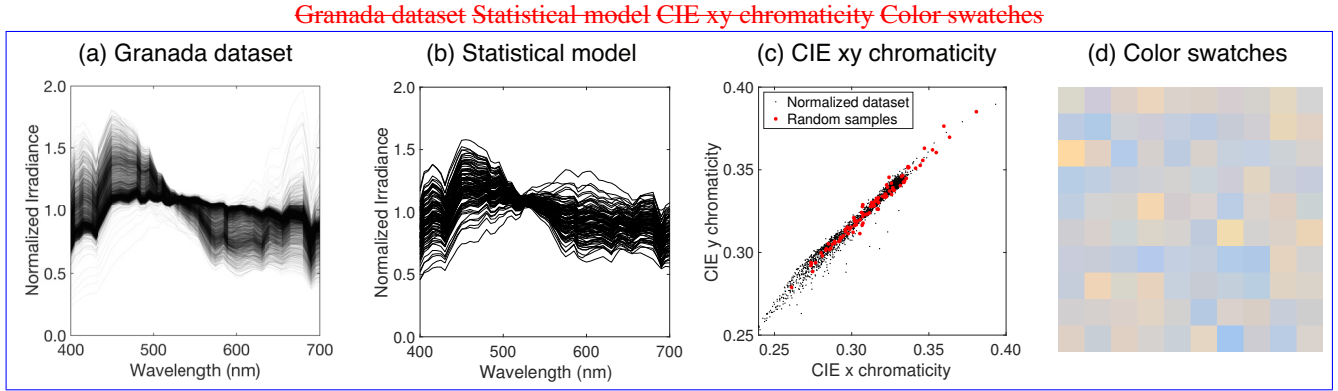 Granada dataset Statistical model CIE xy chromaticity Color swatches
(a) Granada dataset
2.0
1.5
1.0
0.5
0.0
Normalized Irradiance
400 500 600 700
Wavelength (nm)
(b) Statistical model
2.0
1.5
1.0
0.5
0.0
Normalized Irradiance
400 500 600 700
Wavelength (nm)
(c) CIE xy chromaticity
0.40
0.35
0.30
0.25
CIE y chromaticity
Normalized dataset
Random samples
0.25 0.30 0.35 0.40
CIE x chromaticity
(d) Color swatches